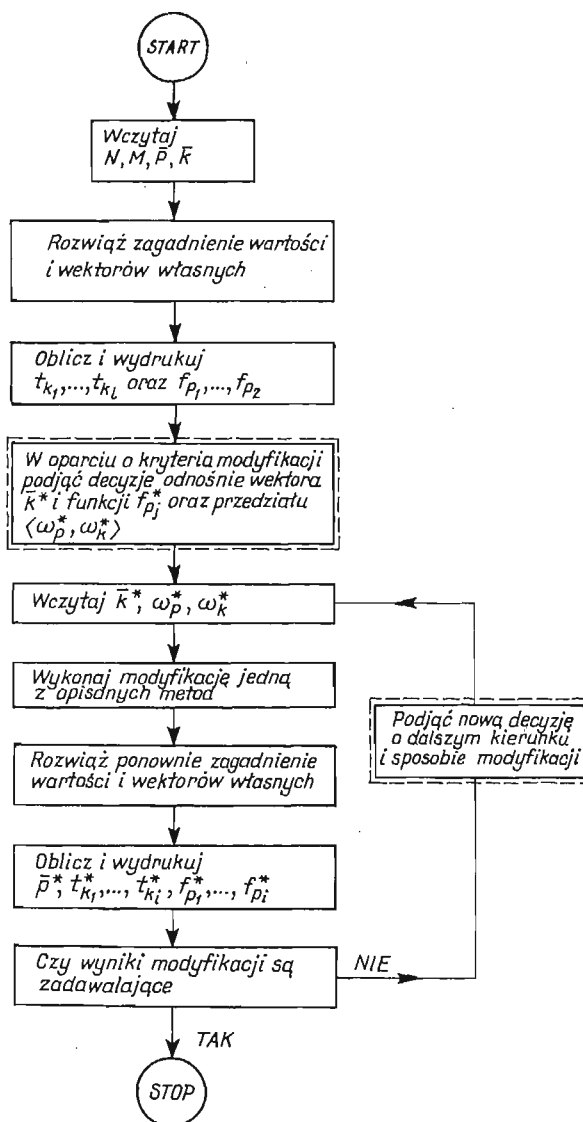 START
Wczytaj
N, M, p̄, k̄
Rozwiąż zagadnienie wartości
i wektorów własnych
Oblicz i wydrukuj
t_{k_1},...,t_{k_l} oraz f_{p_1},...,f_{p_2}
W oparciu o kryteria modyfikacji
podjąć decyzję odnośnie wektora
k̄* i funkcji f*_{p_j} oraz przedziału
⟨ω*_p, ω*_k⟩
Wczytaj k̄*, ω*_p, ω*_k
Wykonaj modyfikację jedną
z opisanych metod
Rozwiąż ponownie zagadnienie
wartości i wektorów własnych
Oblicz i wydrukuj
p̄*, t*_{k_1},..., t*_{k_i}, f*_{p_1},..., f*_{p_i}
Czy wyniki modyfikacji są
zadawalające
NIE
Podjąć nową decyzję
o dalszym kierunku
i sposobie modyfikacji
TAK
STOP